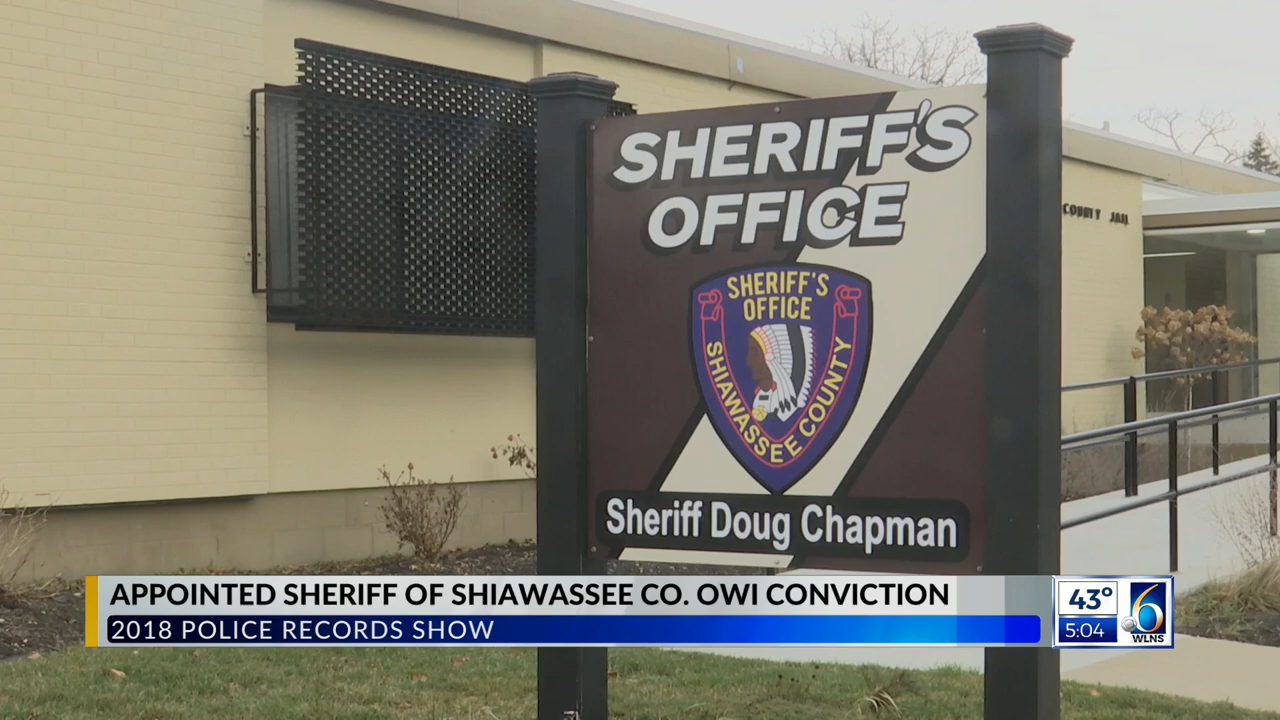 SHERIFF'S
OFFICE
COUNTY JAIL
SHERIFF'S
OFFICE
SHIAWASSEE COUNTY
Sheriff Doug Chapman
APPOINTED SHERIFF OF SHIAWASSEE CO. OWI CONVICTION
2018 POLICE RECORDS SHOW
43°
5:04
6
WLNS